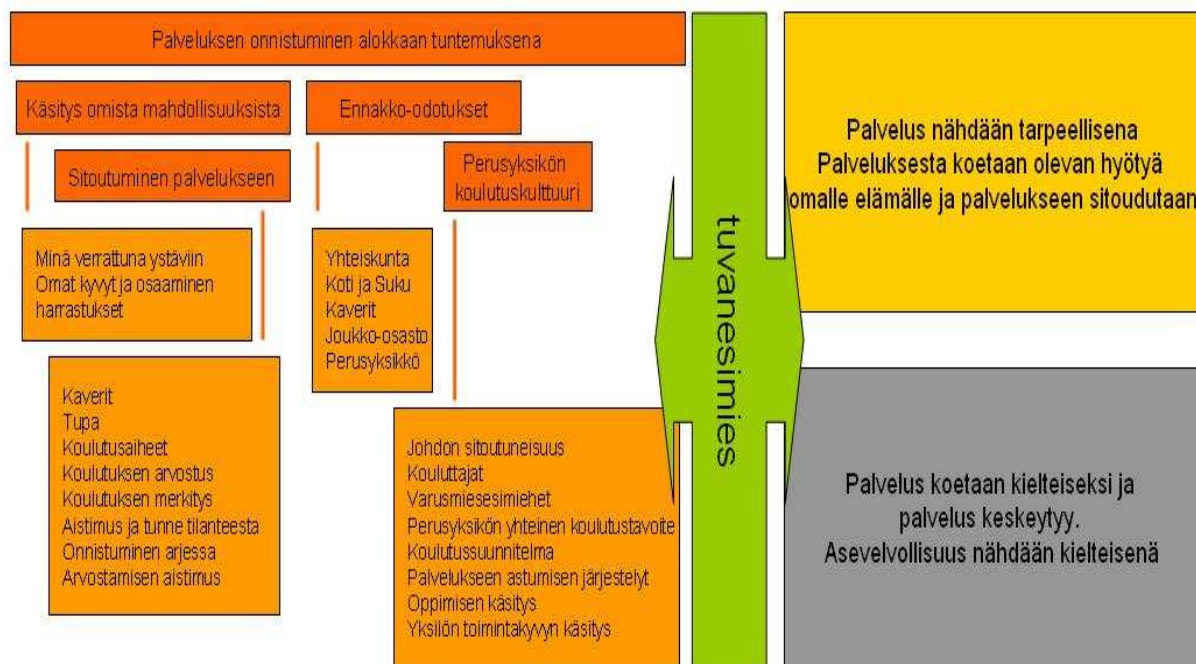 Palveluksen onnistuminen alokkaan tuntemuksena
Käsitys omista mahdollisuuksista
Ennakko-odotukset
Sitoutuminen palvelukseen
Perusyksikön
koulutuskulttuuri
Minä verrattuna ystäviin
Omat kyvyt ja osaaminen
harrastukset
Yhteiskunta
Koti ja Suku
Kaverit
Joukko-osasto
Perusyksikkö
Kaverit
Tupa
Koulutusaiheet
Koulutuksen arvostus
Koulutuksen merkitys
Aistimus ja tunne tilanteesta
Onnistuminen arjessa
Arvostamisen aistimus
Johdon sitoutuneisuus
Kouluttajat
Varusmiesesimiehet
Perusyksikön yhteinen koulutustavoite
Koulutussuunnitelma
Palvelukseen astumisen järjestelyt
Oppimisen käsitys
Yksilön toimintakyvyn käsitys
tuvanesimies
Palvelus nähdään tarpeellisena
Palveluksesta koetaan olevan hyötyä
omalle elämälle ja palvelukseen sitoudutaan
Palvelus koetaan kielteiseksi ja
palvelus keskeytyy.
Asevelvollisuus nähdään kielteisenä